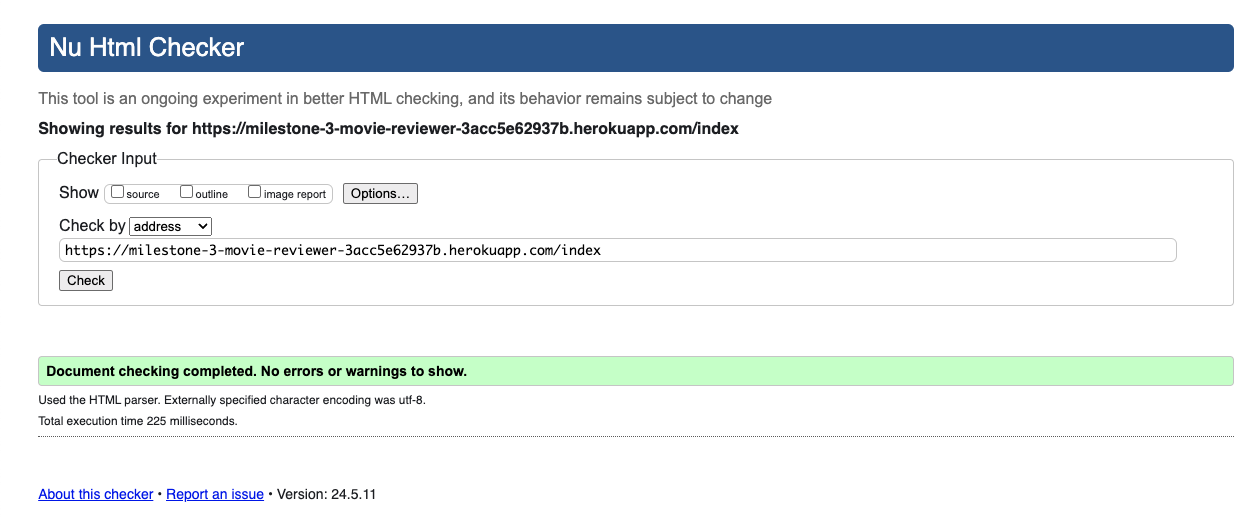 Nu Html Checker
This tool is an ongoing experiment in better HTML checking, and its behavior remains subject to change
Showing results for https://milestone-3-movie-reviewer-3acc5e62937b.herokuapp.com/index
Checker Input
Show source outline image report Options...
Check by address
https://milestone-3-movie-reviewer-3acc5e62937b.herokuapp.com/index
Check
Document checking completed. No errors or warnings to show.
Used the HTML parser. Externally specified character encoding was utf-8.
Total execution time 225 milliseconds.
About this checker • Report an issue • Version: 24.5.11